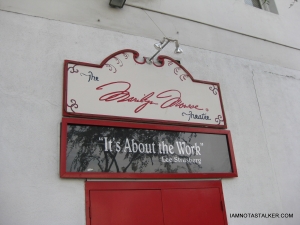 The
Marilyn Monroe
Theatre
"It's About the Work"
Lee Strasberg
IAMNOTASTALKER.COM